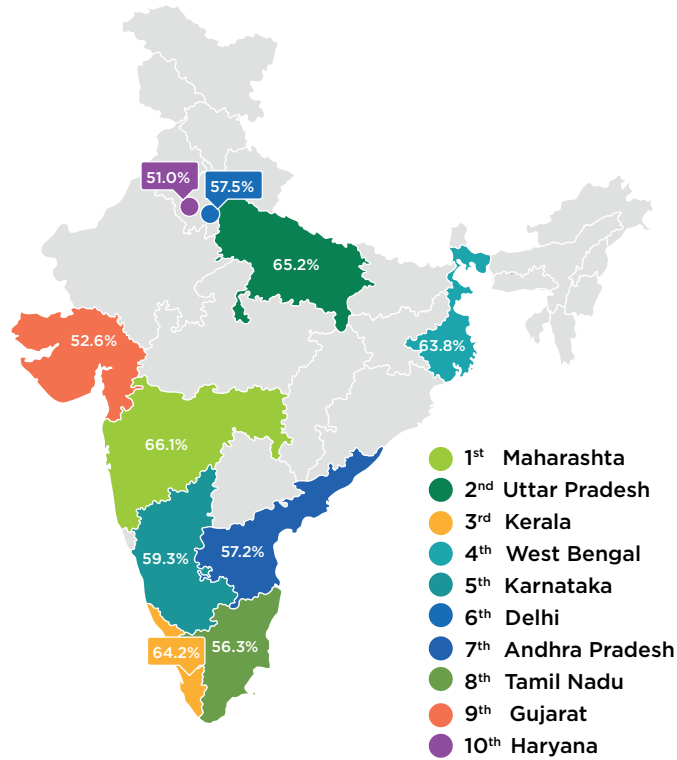 51.0%
57.5%
65.2%
52.6%
63.8%
66.1%
59.3%
57.2%
64.2%
56.3%
1st Maharashta
2nd Uttar Pradesh
3rd Kerala
4th West Bengal
5th Karnataka
6th Delhi
7th Andhra Pradesh
8th Tamil Nadu
9th Gujarat
10th Haryana